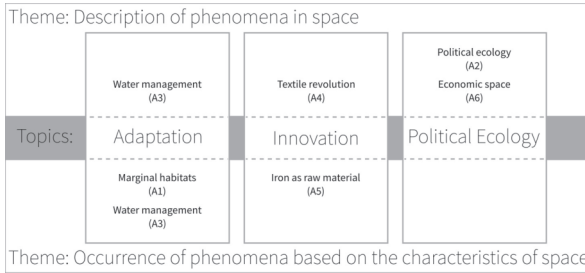 Theme: Description of phenomena in space
Water management
(A3)
Textile revolution
(A4)
Political ecology
(A2)
Economic space
(A6)
Topics:
Adaptation
Innovation
Political Ecology
Marginal habitats
(A1)
Water management
(A3)
Iron as raw material
(A5)
Theme: Occurrence of phenomena based on the characteristics of space